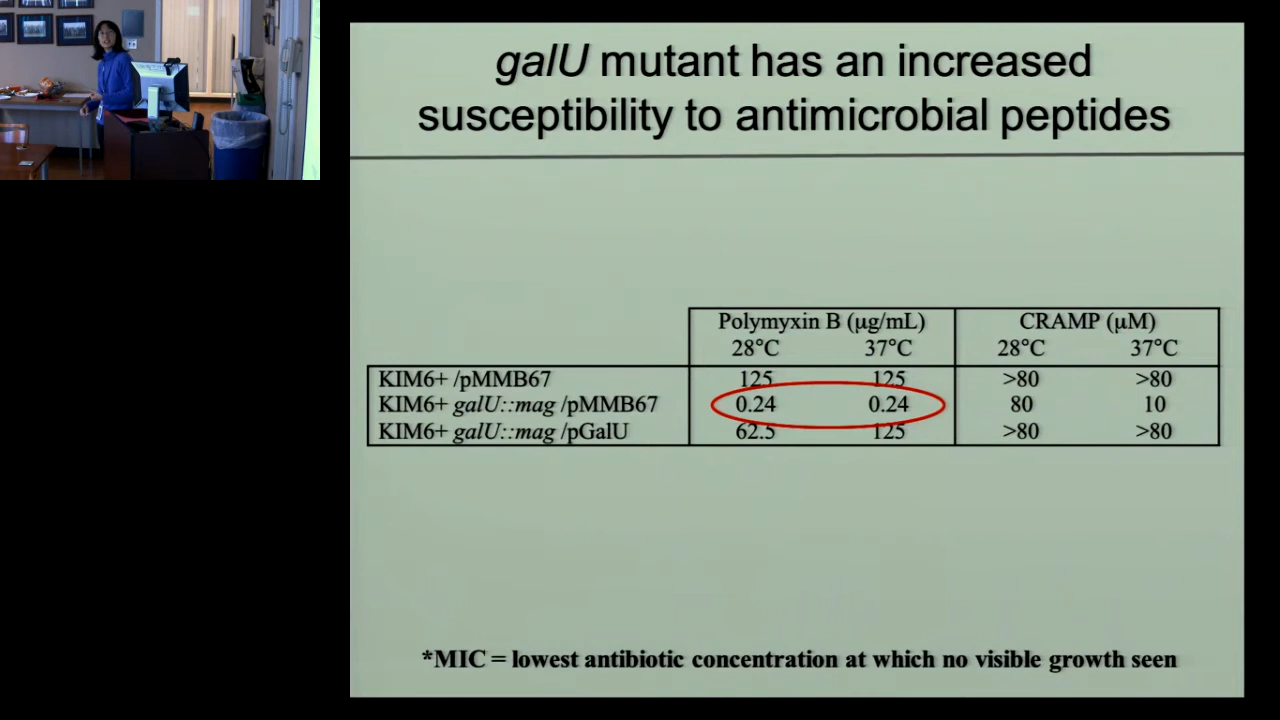 galU mutant has an increased
susceptibility to antimicrobial peptides
Polymyxin B (µg/mL) CRAMP (µM)
28°C 37°C 28°C 37°C
KIM6+ /pMMB67 125 125 >80 >80
KIM6+ galU::mag /pMMB67 0.24 0.24 80 10
KIM6+ galU::mag /pGalU 62.5 125 >80 >80
*MIC = lowest antibiotic concentration at which no visible growth seen